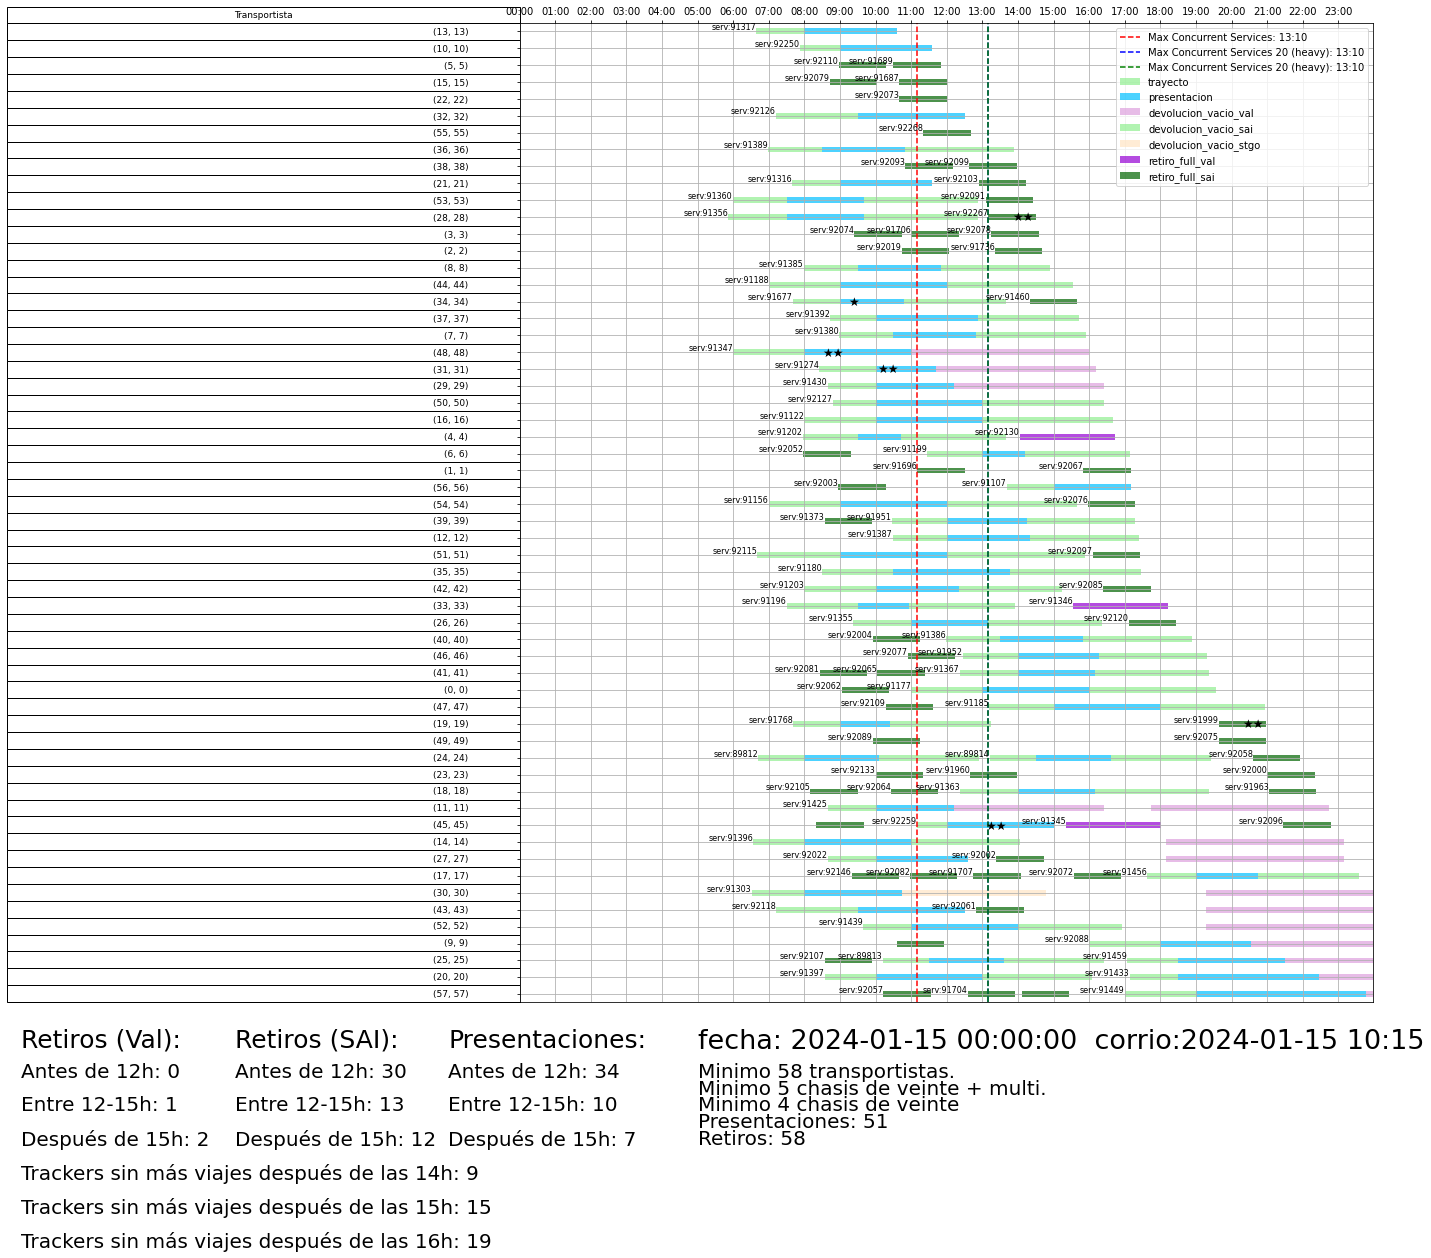 Transportista
00:00 01:00 02:00 03:00 04:00 05:00 06:00 07:00 08:00 09:00 10:00 11:00 12:00 13:00 14:00 15:00 16:00 17:00 18:00 19:00 20:00 21:00 22:00 23:00
Max Concurrent Services: 13:10
Max Concurrent Services 20 (heavy): 13:10
Max Concurrent Services 20 (heavy): 13:10
trayecto
presentacion
devolucion_vacio_val
devolucion_vacio_sai
devolucion_vacio_stgo
retiro_full_val
retiro_full_sai
(13, 13) serv:91317
(10, 10) serv:92250
(5, 5) serv:92110 serv:91689
(15, 15) serv:92079 serv:91687
(22, 22) serv:92073
(32, 32) serv:92126
(55, 55) serv:92268
(36, 36) serv:91389
(38, 38) serv:92093 serv:92099
(21, 21) serv:91316 serv:92103
(53, 53) serv:91360 serv:92091
(28, 28) serv:91356 serv:92267
(3, 3) serv:92074 serv:91706 serv:92078
(2, 2) serv:92019 serv:91736
(8, 8) serv:91385
(44, 44) serv:91188
(34, 34) serv:91677 serv:91460
(37, 37) serv:91392
(7, 7) serv:91380
(48, 48) serv:91347
(31, 31) serv:91274
(29, 29) serv:91430
(50, 50) serv:92127
(16, 16) serv:91122
(4, 4) serv:91202 serv:92130
(6, 6) serv:92052 serv:91199
(1, 1) serv:91696 serv:92067
(56, 56) serv:92003 serv:91107
(54, 54) serv:91156 serv:92076
(39, 39) serv:91373 serv:91951
(12, 12) serv:91387
(51, 51) serv:92115 serv:92097
(35, 35) serv:91180
(42, 42) serv:91203 serv:92085
(33, 33) serv:91196 serv:91346
(26, 26) serv:91355 serv:92120
(40, 40) serv:92004 serv:91386
(46, 46) serv:92077 serv:91952
(41, 41) serv:92081 serv:92065 serv:91367
(0, 0) serv:92062 serv:91177
(47, 47) serv:92109 serv:91185
(19, 19) serv:91768 serv:91999
(49, 49) serv:92089 serv:92075
(24, 24) serv:89812 serv:89814 serv:92058
(23, 23) serv:92133 serv:91960 serv:92000
(18, 18) serv:92105 serv:92064 serv:91363 serv:91963
(11, 11) serv:91425
(45, 45) serv:92259 serv:91345 serv:92096
(14, 14) serv:91396
(27, 27) serv:92022 serv:92002
(17, 17) serv:92146 serv:92082 serv:91707 serv:92072 serv:91456
(30, 30) serv:91303
(43, 43) serv:92118 serv:92061
(52, 52) serv:91439
(9, 9) serv:92088
(25, 25) serv:92107 serv:89813 serv:91459
(20, 20) serv:91397 serv:91433
(57, 57) serv:92057 serv:91704 serv:91449
Retiros (Val):
Antes de 12h: 0
Entre 12-15h: 1
Después de 15h: 2
Retiros (SAI):
Antes de 12h: 30
Entre 12-15h: 13
Después de 15h: 12
Presentaciones:
Antes de 12h: 34
Entre 12-15h: 10
Después de 15h: 7
Trackers sin más viajes después de las 14h: 9
Trackers sin más viajes después de las 15h: 15
Trackers sin más viajes después de las 16h: 19
fecha: 2024-01-15 00:00:00 corrio:2024-01-15 10:15
Minimo 58 transportistas.
Minimo 5 chasis de veinte + multi.
Minimo 4 chasis de veinte
Presentaciones: 51
Retiros: 58